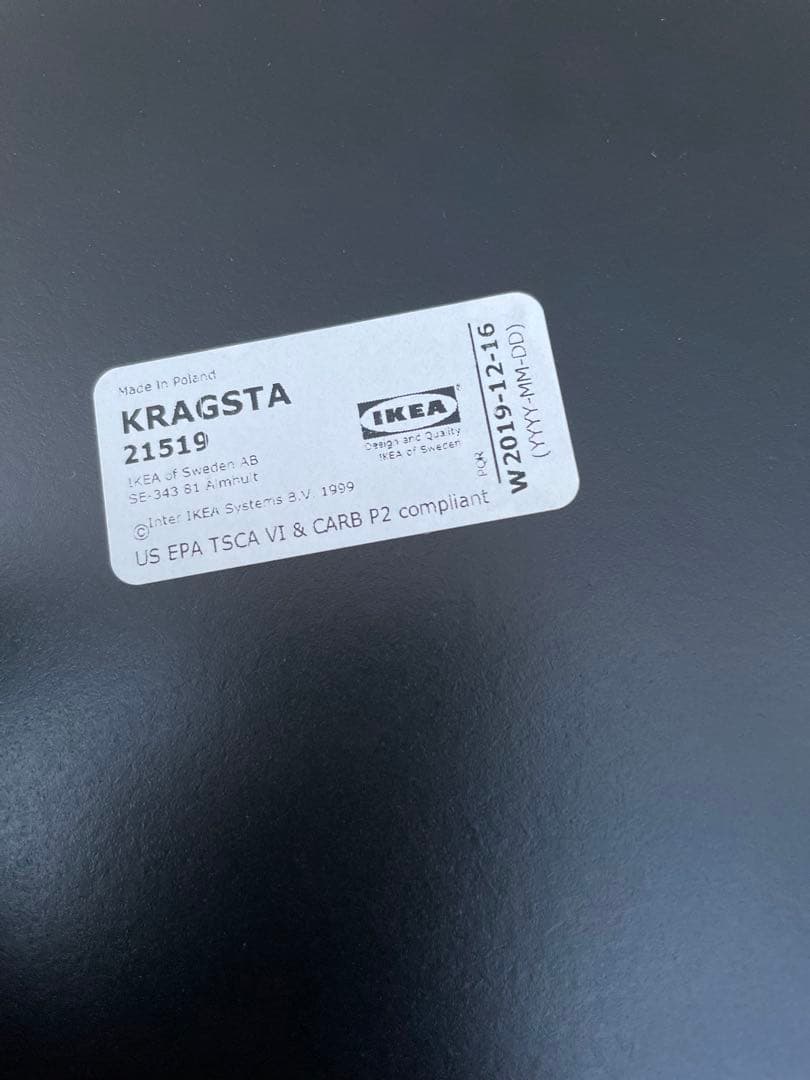 Made in Poland
KRAGSTA
21519
IKEA of Sweden AB
SE-343 81 Älmhult
©Inter IKEA Systems B.V. 1999
US EPA TSCA VI & CARB P2 compliant
IKEA
®
Design and Quality
IKEA of Sweden
PQR
W2019-12-16
(YYYY-MM-DD)